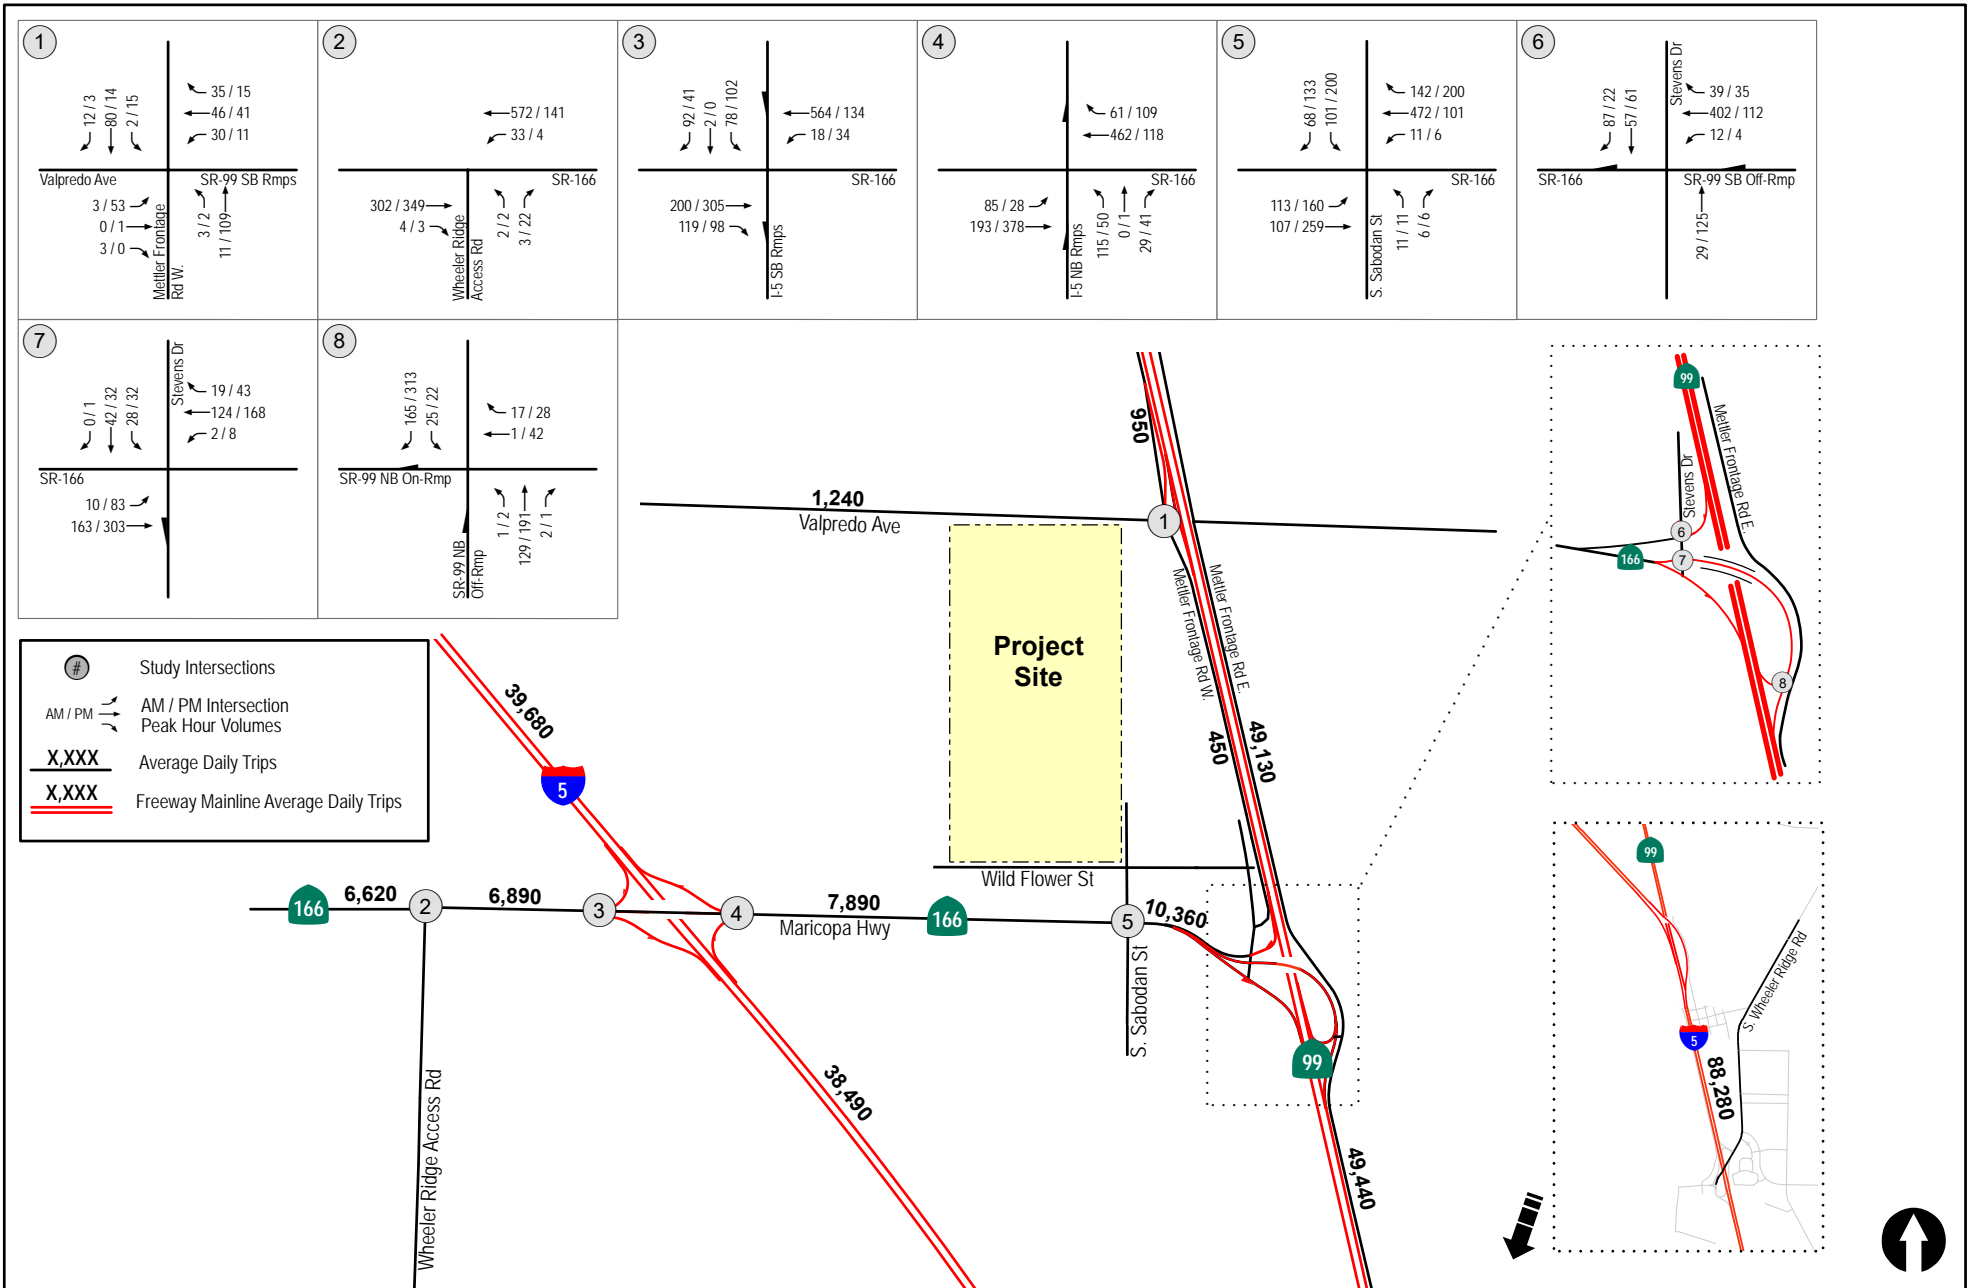 1
12 / 3
80 / 14
2 / 15
35 / 15
46 / 41
30 / 11
Valpredo Ave
SR-99 SB Rmps
3 / 53
0 / 1
3 / 0
Mettler Frontage
Rd W.
3 / 2
11 / 109
2
572 / 141
33 / 4
SR-166
302 / 349
4 / 3
Wheeler Ridge
Access Rd
2 / 2
3 / 22
3
92 / 41
2 / 0
78 / 102
564 / 134
18 / 34
SR-166
200 / 305
119 / 98
I-5 SB Rmps
4
61 / 109
462 / 118
SR-166
85 / 28
193 / 378
I-5 NB Rmps
115 / 50
0 / 1
29 / 41
5
68 / 133
101 / 200
142 / 200
472 / 101
11 / 6
SR-166
113 / 160
107 / 259
S. Sabodan St
11 / 11
6 / 6
6
87 / 22
57 / 61
Stevens Dr
39 / 35
402 / 112
12 / 4
SR-166
SR-99 SB Off-Rmp
29 / 125
7
0 / 1
42 / 32
28 / 32
Stevens Dr
19 / 43
124 / 168
2 / 8
SR-166
10 / 83
163 / 303
8
165 / 313
25 / 22
17 / 28
1 / 42
SR-99 NB On-Rmp
SR-99 NB
Off-Rmp
1 / 2
129 / 191
2 / 1
#
Study Intersections
AM / PM
AM / PM Intersection
Peak Hour Volumes
X,XXX
Average Daily Trips
X,XXX
Freeway Mainline Average Daily Trips
950
1,240
Valpredo Ave
1
Mettler Frontage Rd W.
Mettler Frontage Rd E.
Project
Site
450
49,130
39,680
5
Wild Flower St
166
6,620
2
6,890
3
4
7,890
Maricopa Hwy
166
5
10,360
S. Sabodan St
99
38,490
49,440
Wheeler Ridge Access Rd
99
Mettler Frontage Rd E.
Stevens Dr
6
166
7
8
99
S. Wheeler Ridge Rd
5
88,280